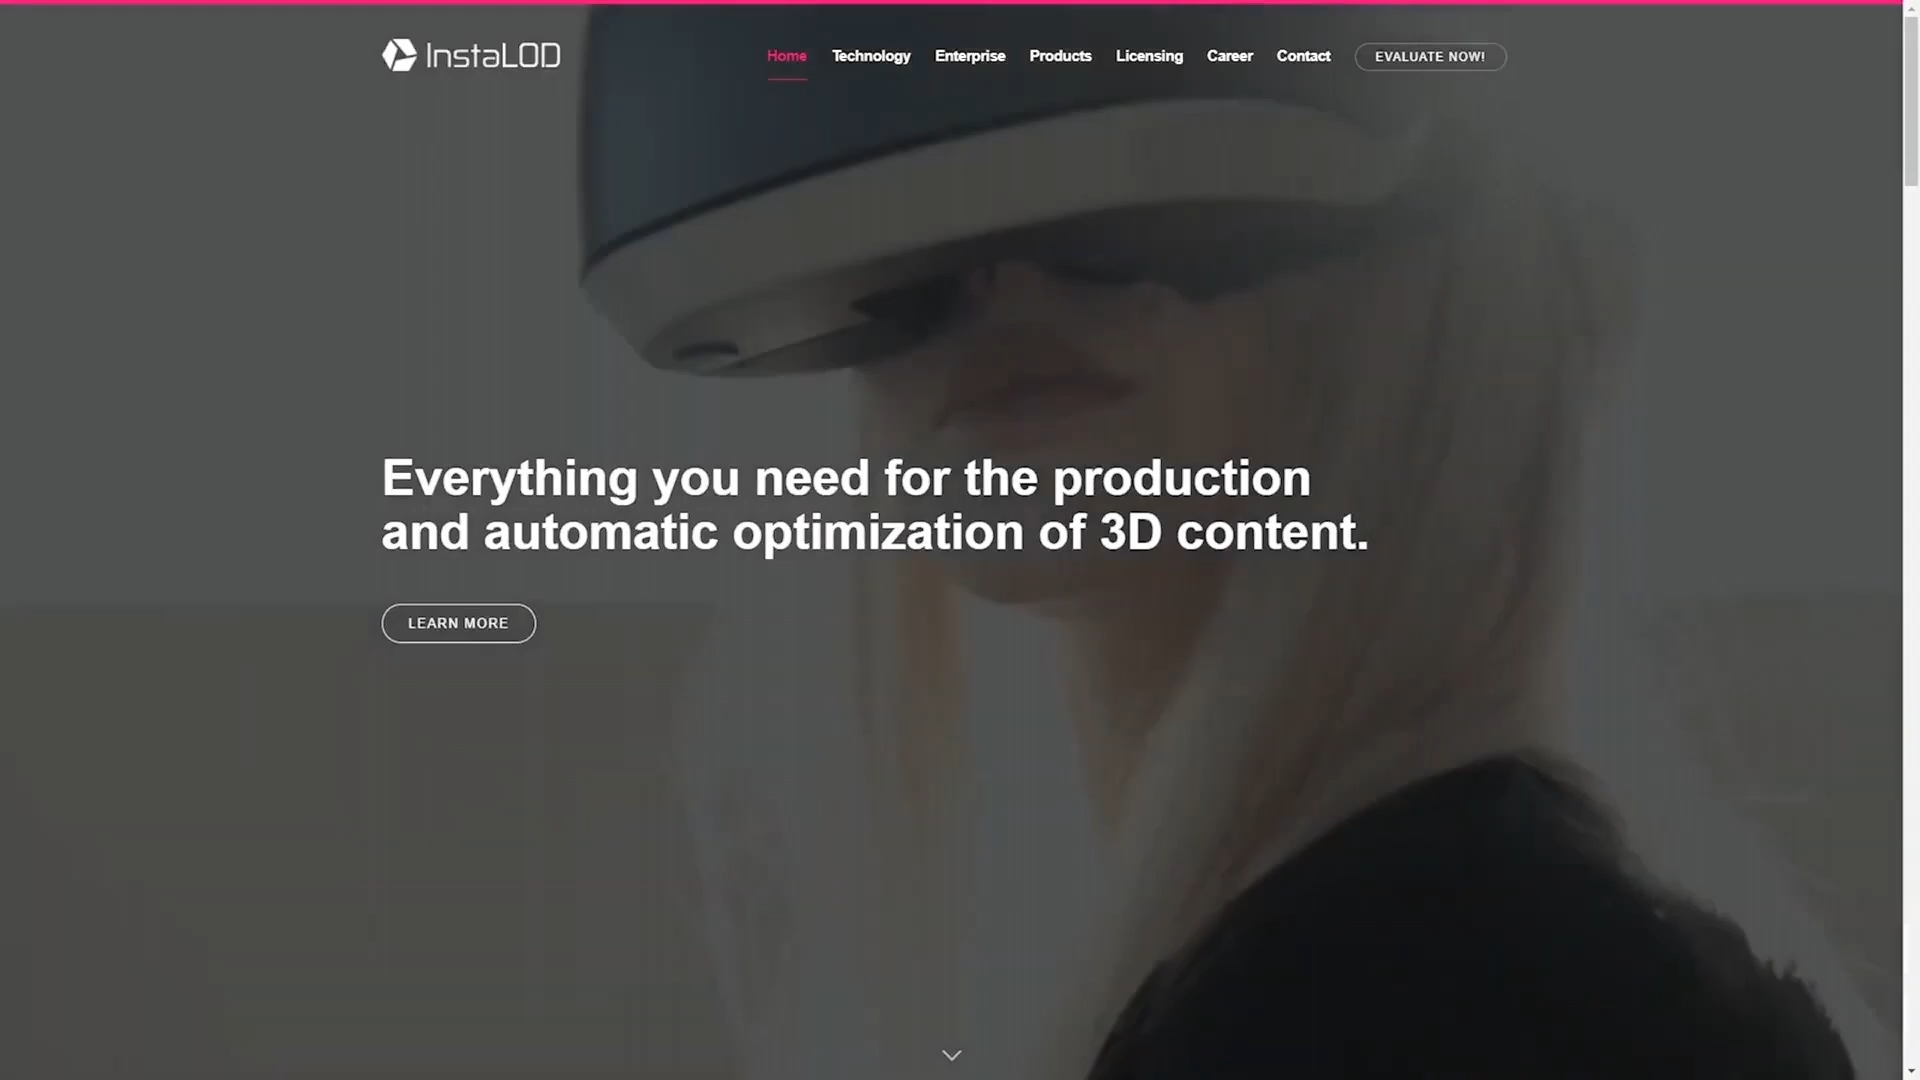 InstaLOD
Home Technology Enterprise Products Licensing Career Contact EVALUATE NOW!
Everything you need for the production
and automatic optimization of 3D content.
LEARN MORE